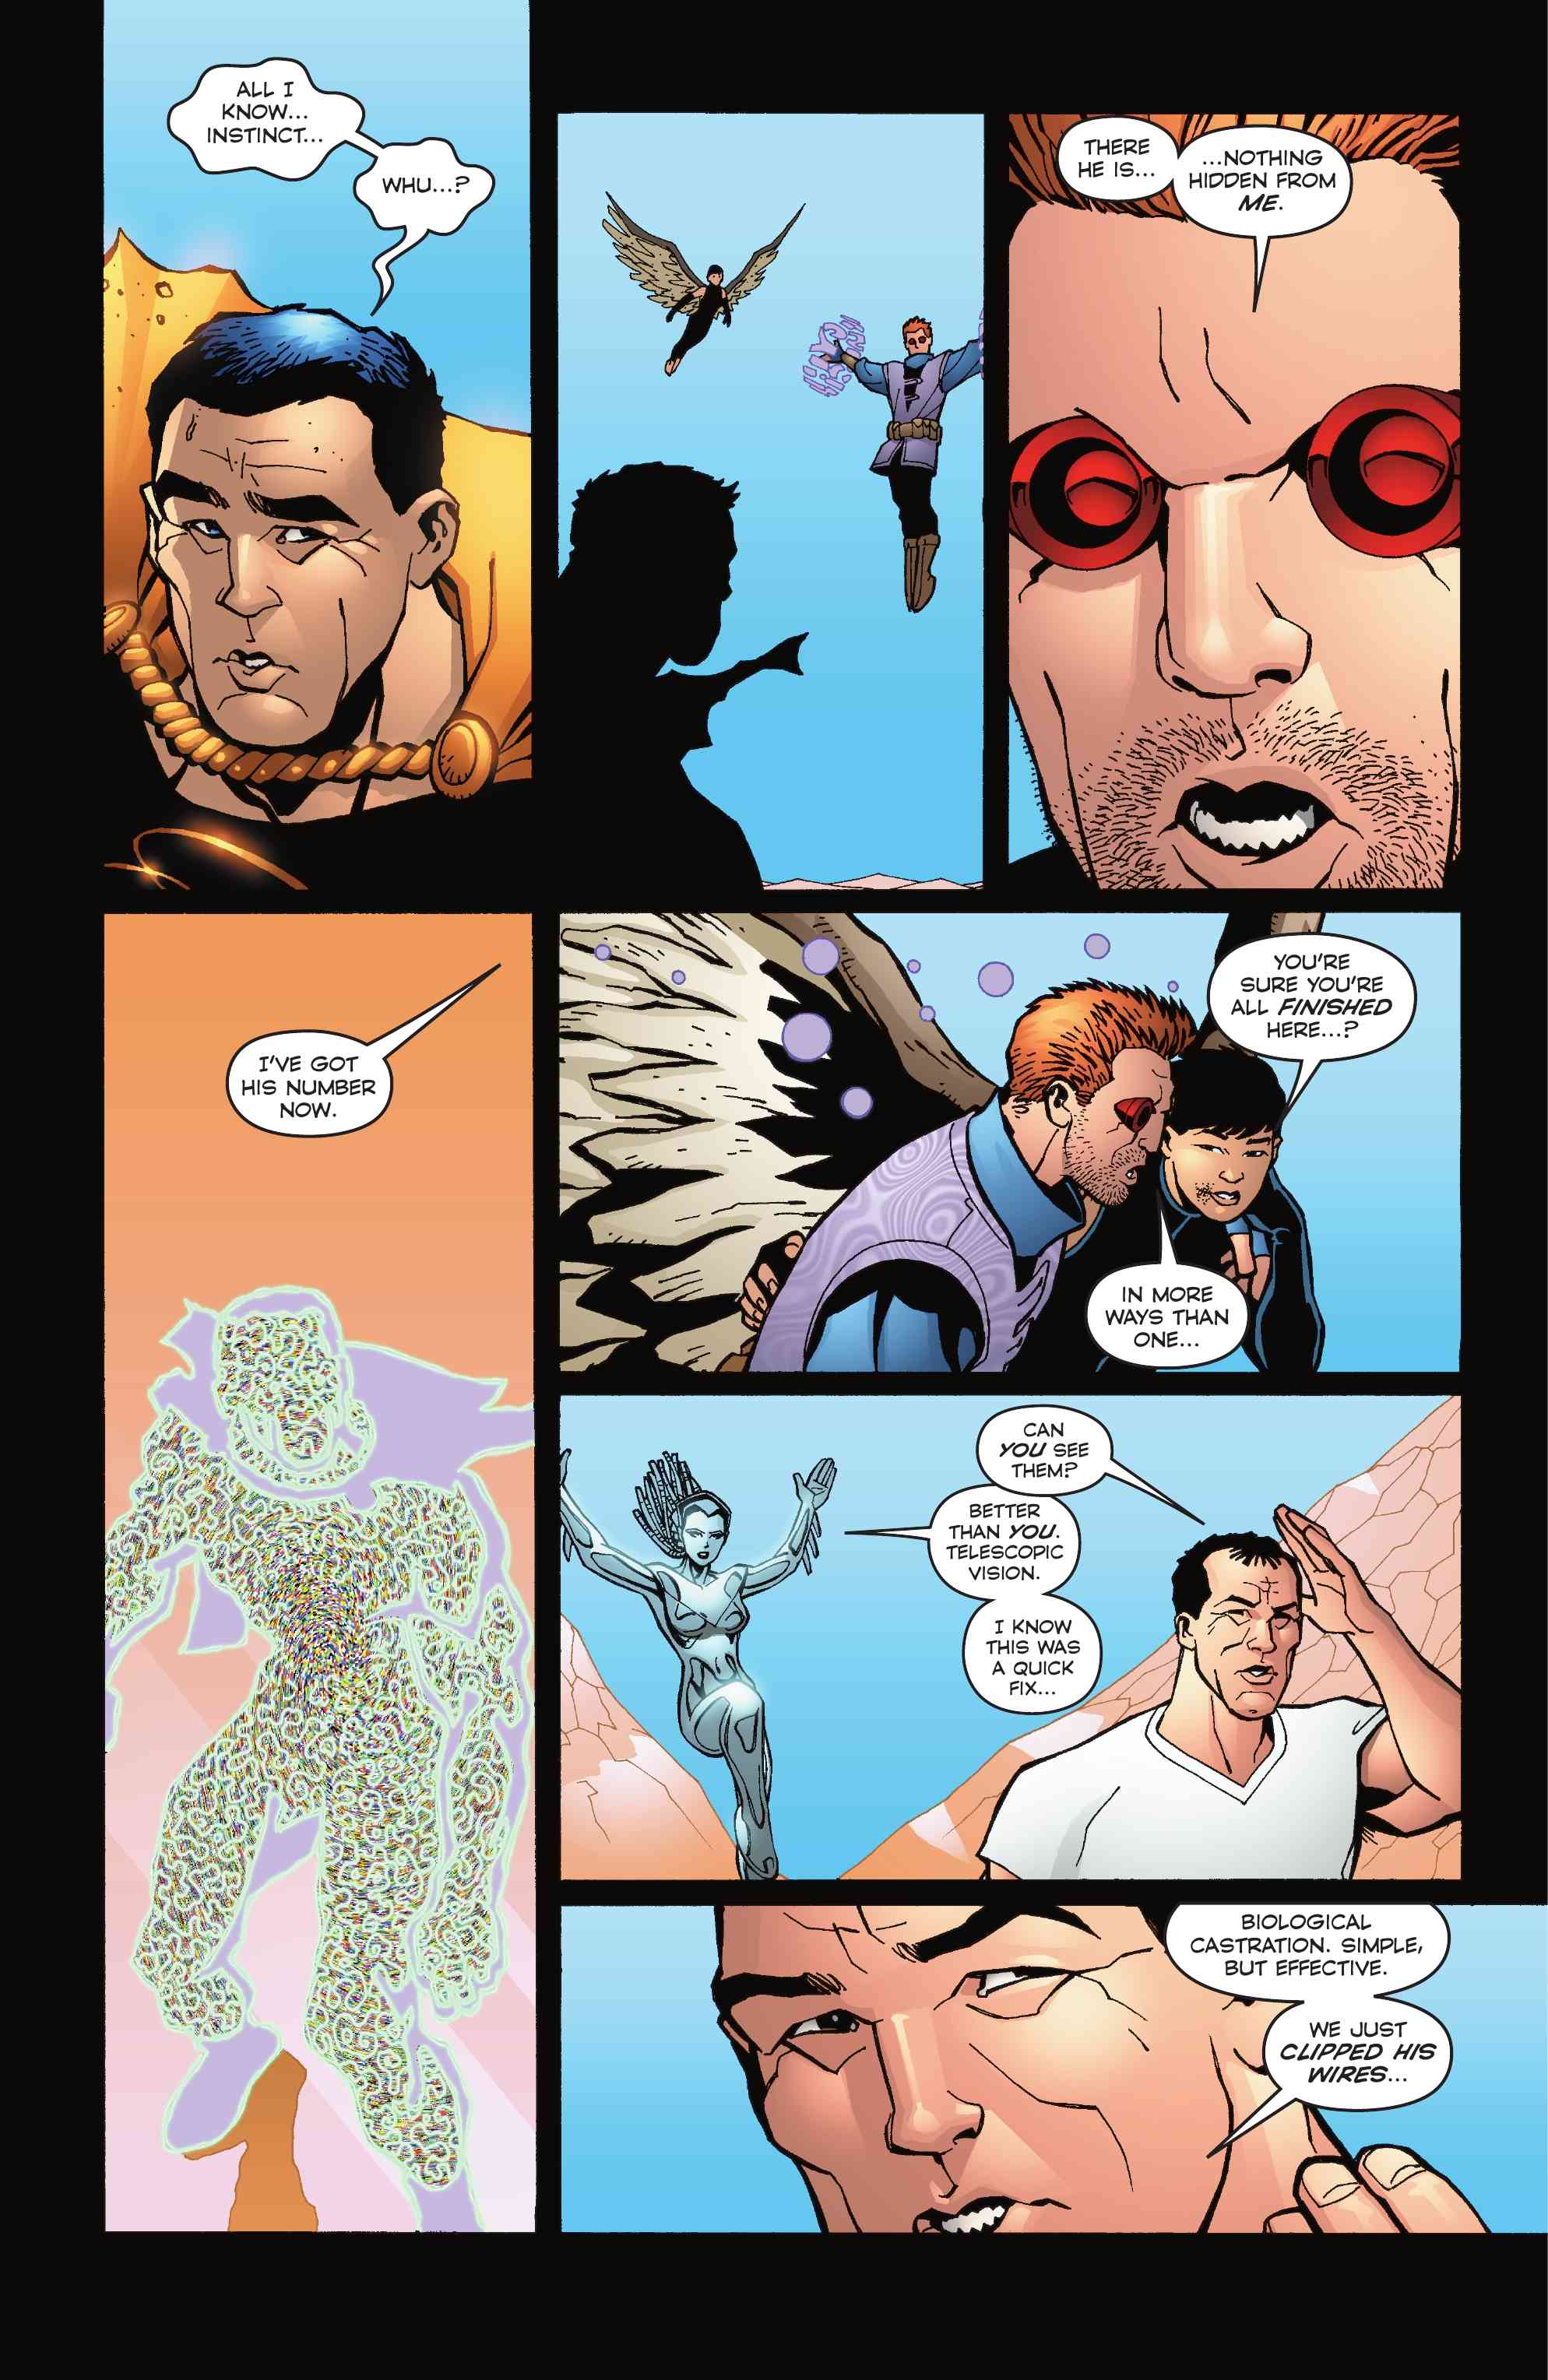 ALL I
KNOW...
INSTINCT...
WHU...?
THERE
HE IS...
...NOTHING
HIDDEN FROM
ME.
I'VE GOT
HIS NUMBER
NOW.
YOU'RE
SURE YOU'RE
ALL FINISHED
HERE...?
IN MORE
WAYS THAN
ONE...
CAN
YOU SEE
THEM?
BETTER
THAN YOU.
TELESCOPIC
VISION.
I KNOW
THIS WAS
A QUICK
FIX...
BIOLOGICAL
CASTRATION. SIMPLE,
BUT EFFECTIVE.
WE JUST
CLIPPED HIS
WIRES...